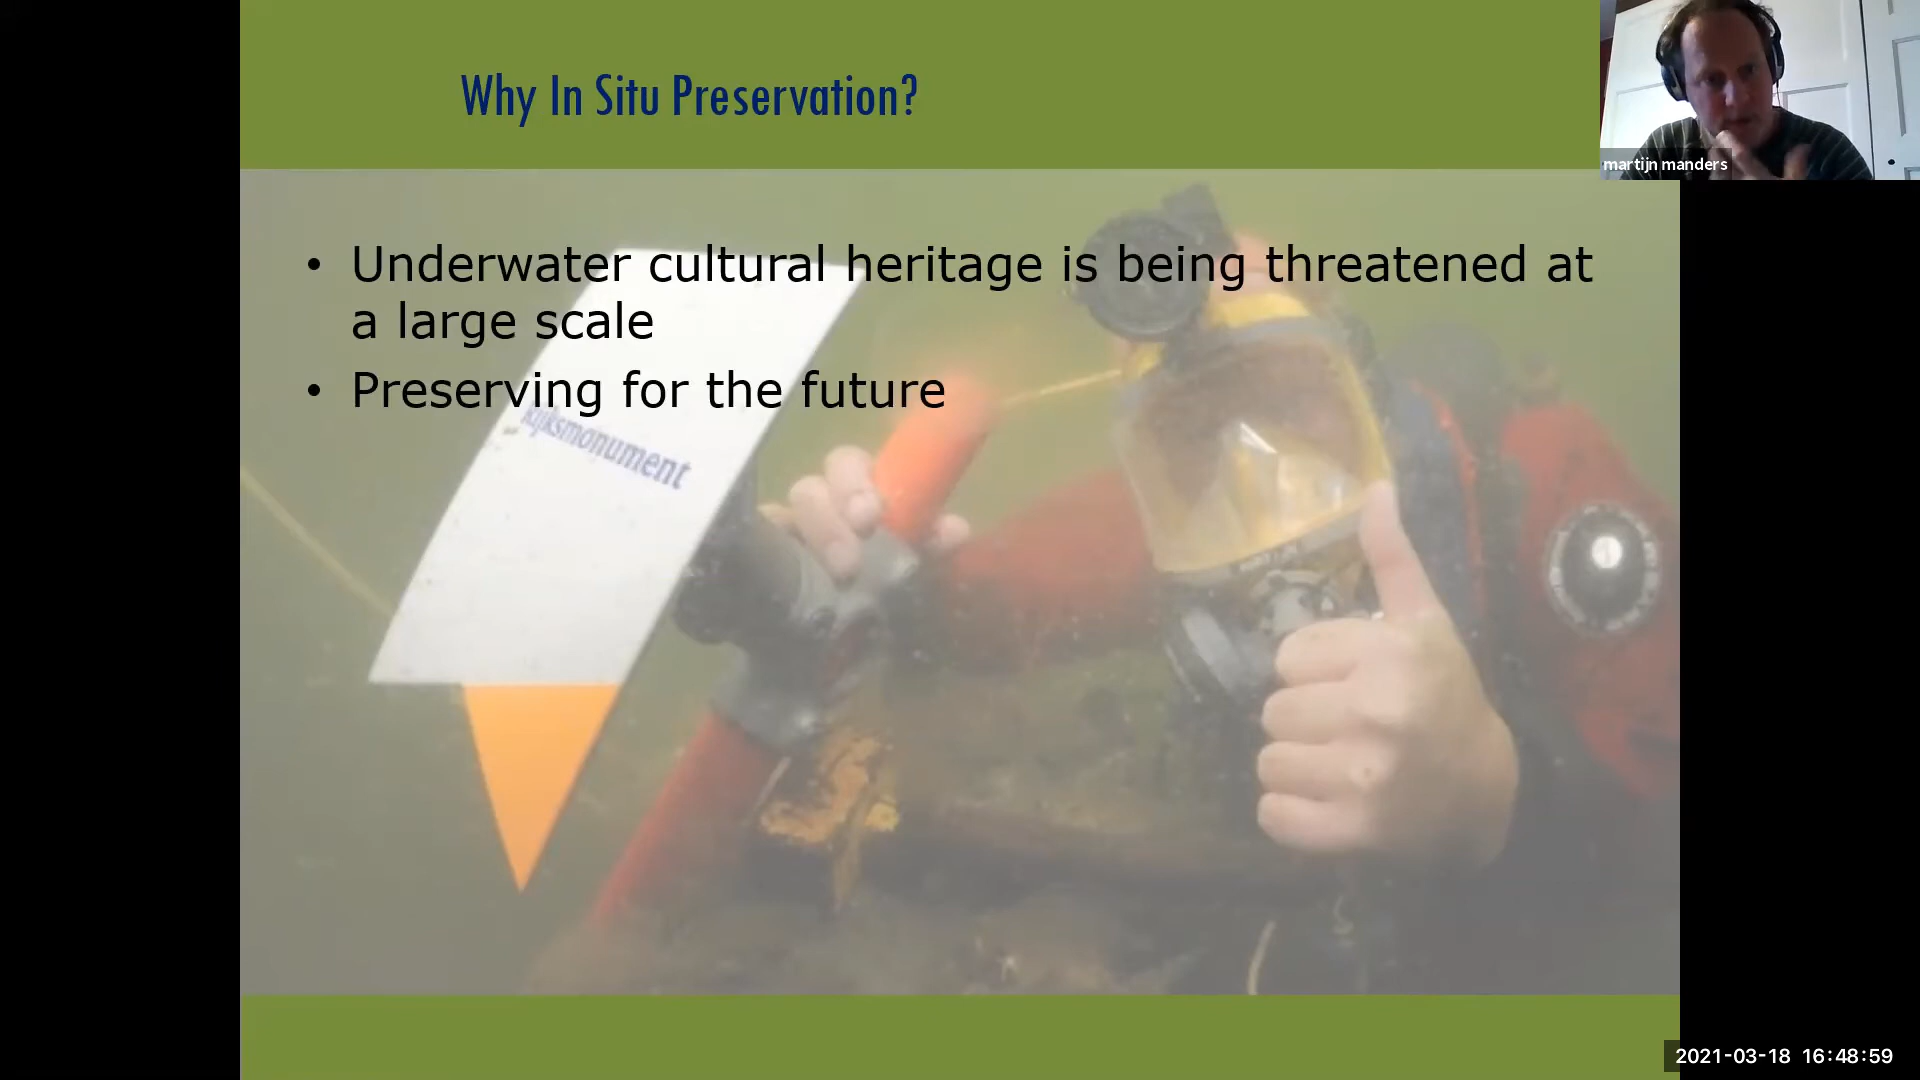 Why In Situ Preservation?
martijn manders
• Underwater cultural heritage is being threatened at
a large scale
• Preserving for the future
Rijksmonument
2021-03-18 16:48:59